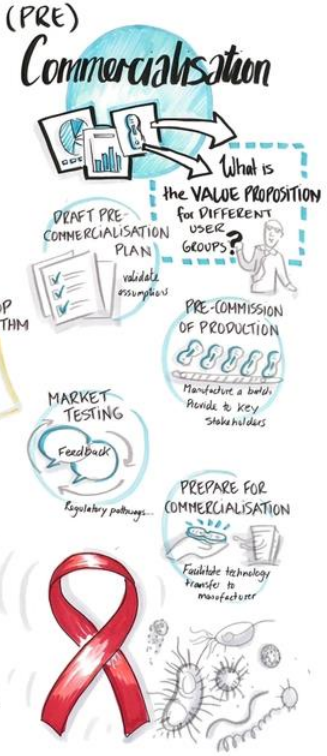 (PRE)
Commercialisation
What is
the VALUE PROPOSITION
for DIFFERENT
USER
GROUPS?
DRAFT PRE-
COMMERCIALISATION
PLAN
validate
assumptions
PRE-COMMISSION
OF PRODUCTION
Manufacture a batch.
Provide to key
Stakeholders
THM
MARKET
TESTING
Feedback
Regulatory pathways...
PREPARE FOR
COMMERCIALISATION
Facilitate technology
transfer to
manufacturer